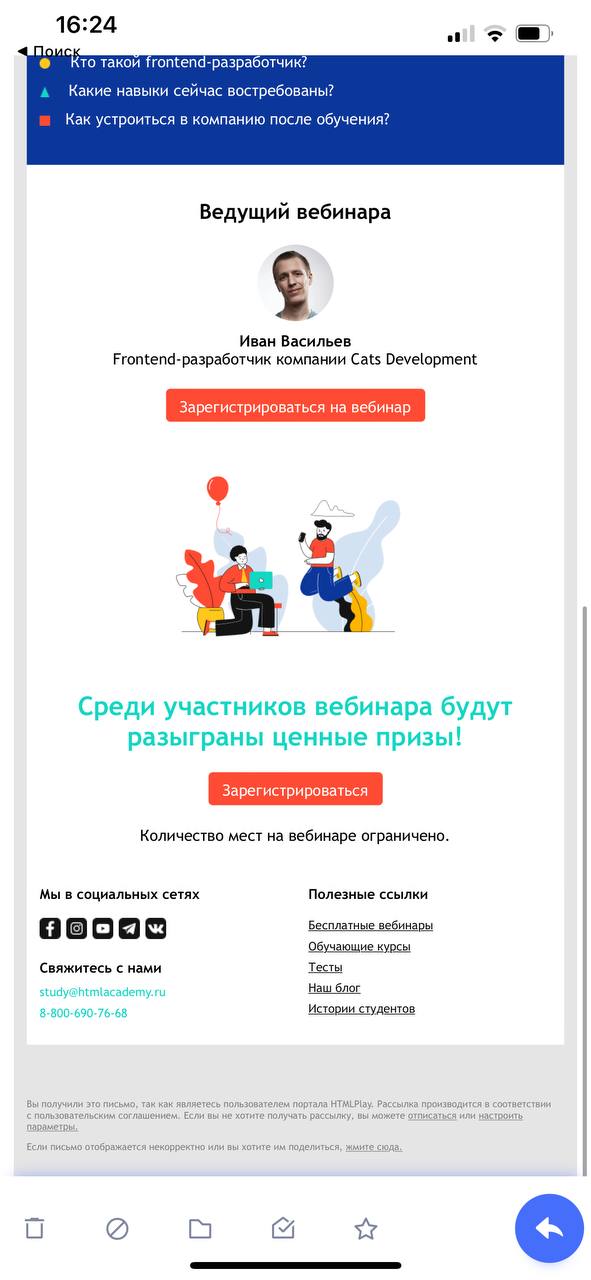 16:24
◀ Поиск
Кто такой frontend-разработчик?
Какие навыки сейчас востребованы?
Как устроиться в компанию после обучения?
Ведущий вебинара
Иван Васильев
Frontend-разработчик компании Cats Development
Зарегистрироваться на вебинар
Среди участников вебинара будут
разыграны ценные призы!
Зарегистрироваться
Количество мест на вебинаре ограничено.
Мы в социальных сетях
Свяжитесь с нами
study@htmlacademy.ru
8-800-690-76-68
Полезные ссылки
Бесплатные вебинары
Обучающие курсы
Тесты
Наш блог
Истории студентов
Вы получили это письмо, так как являетесь пользователем портала HTMLPlay. Рассылка производится в соответствии
с пользовательским соглашением. Если вы не хотите получать рассылку, вы можете отписаться или настроить
параметры.
Если письмо отображается некорректно или вы хотите им поделиться, жмите сюда.